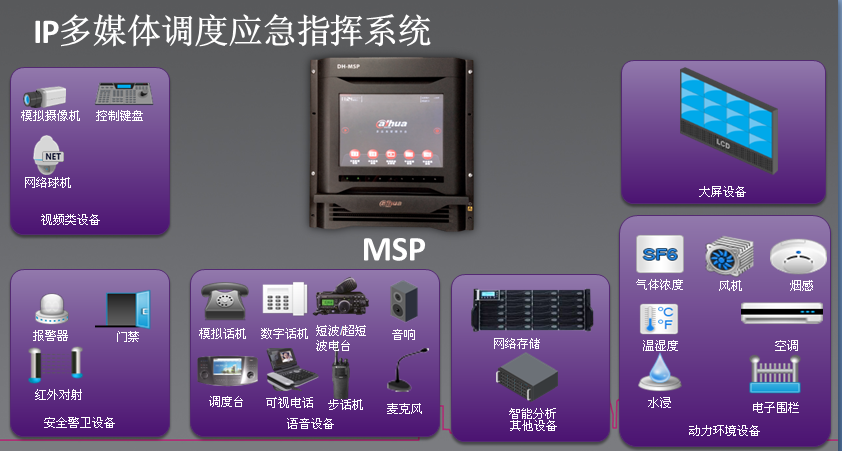 IP多媒体调度应急指挥系统
DH-MSP
alhua
alhua
MSP
模拟摄像机
控制键盘
NET
网络球机
视频类设备
LCD
大屏设备
报警器
门禁
红外对射
安全警卫设备
模拟话机
数字话机
短波/超短
波电台
音响
调度台
可视电话
步话机
麦克风
语音设备
网络存储
智能分析
其他设备
SF6
气体浓度
风机
烟感
°C
°F
温湿度
空调
水浸
电子围栏
动力环境设备